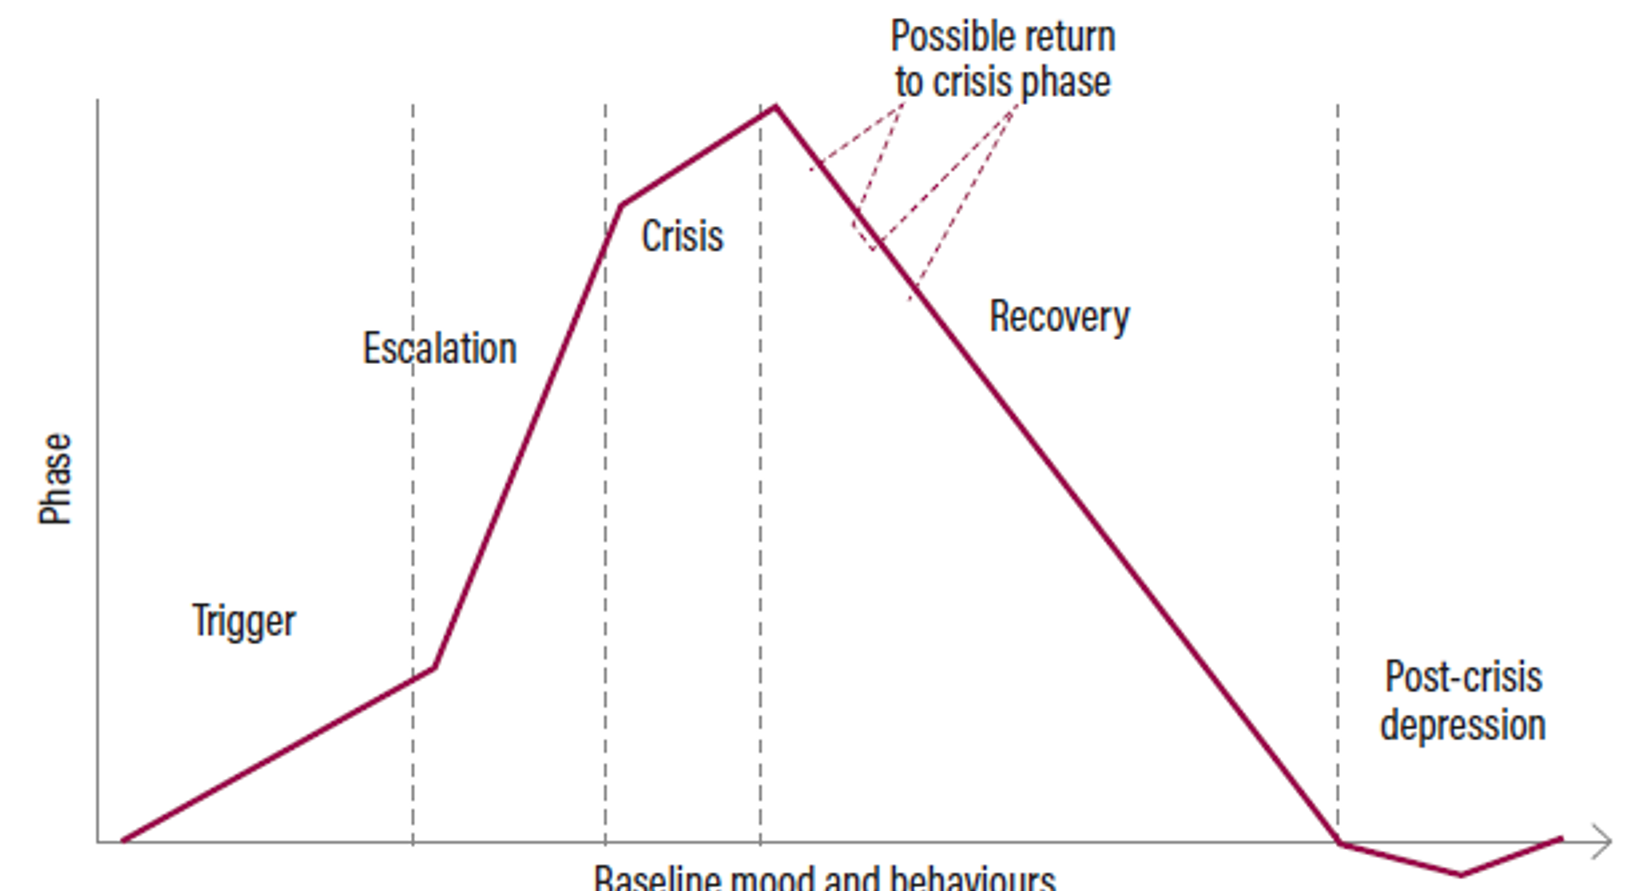 Possible return
to crisis phase
Crisis
Recovery
Escalation
Phase
Trigger
Post-crisis
depression
Baseline mood and behaviours